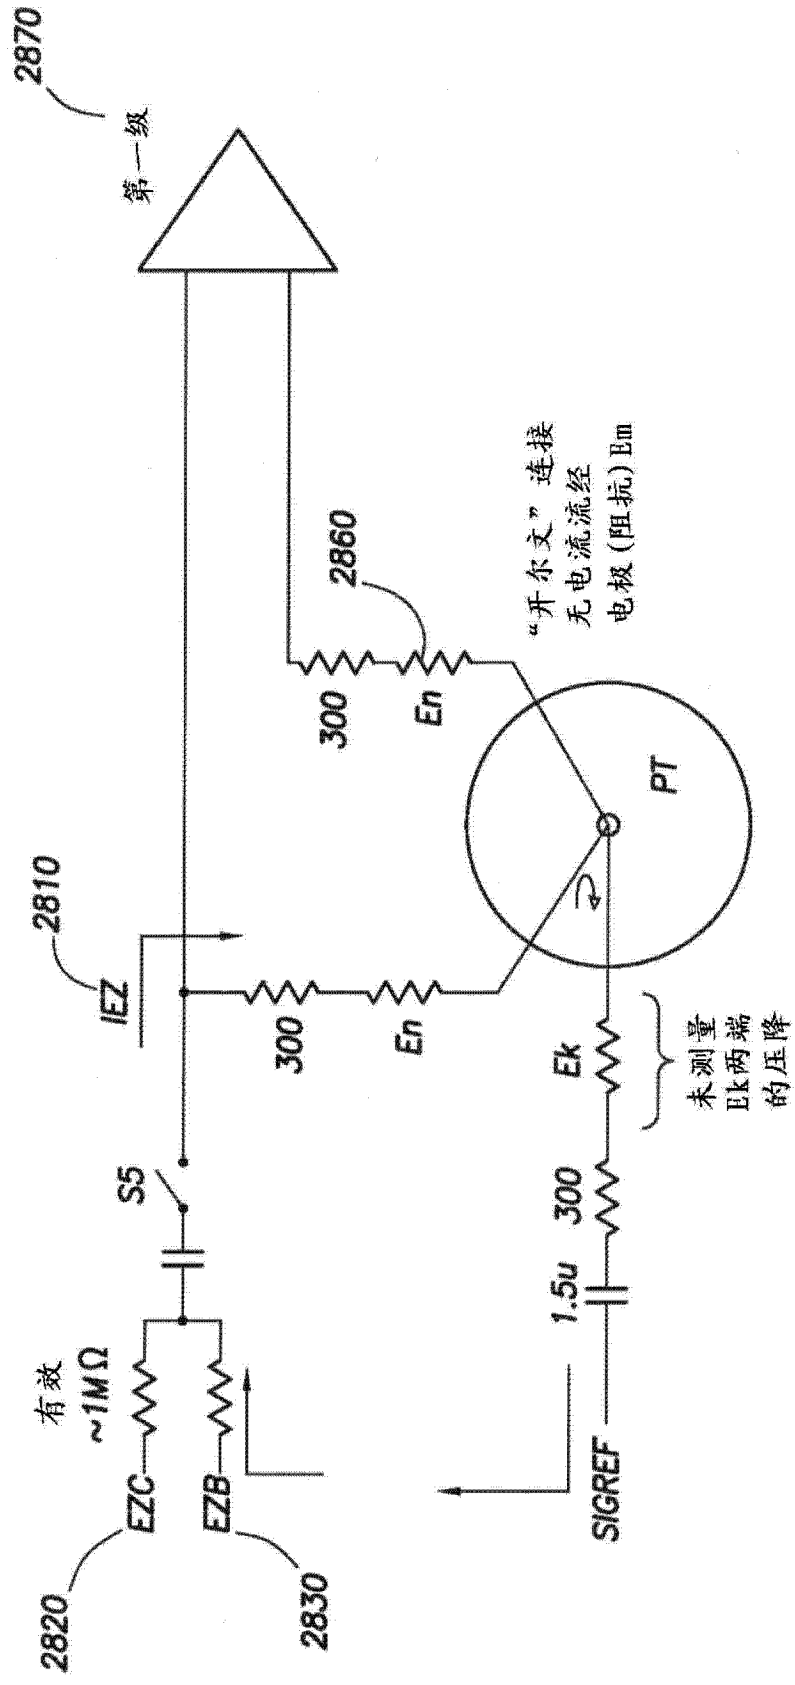 2870
第一级
2810
IEZ
S5
有效
~1MΩ
EZC
EZB
2820
2830
300
En
300
En
2860
“开尔文”连接
无电流流经
电极(阻抗)Em
PT
Ek
300
1.5u
SIGREF
未测量
Ek两端
的压降